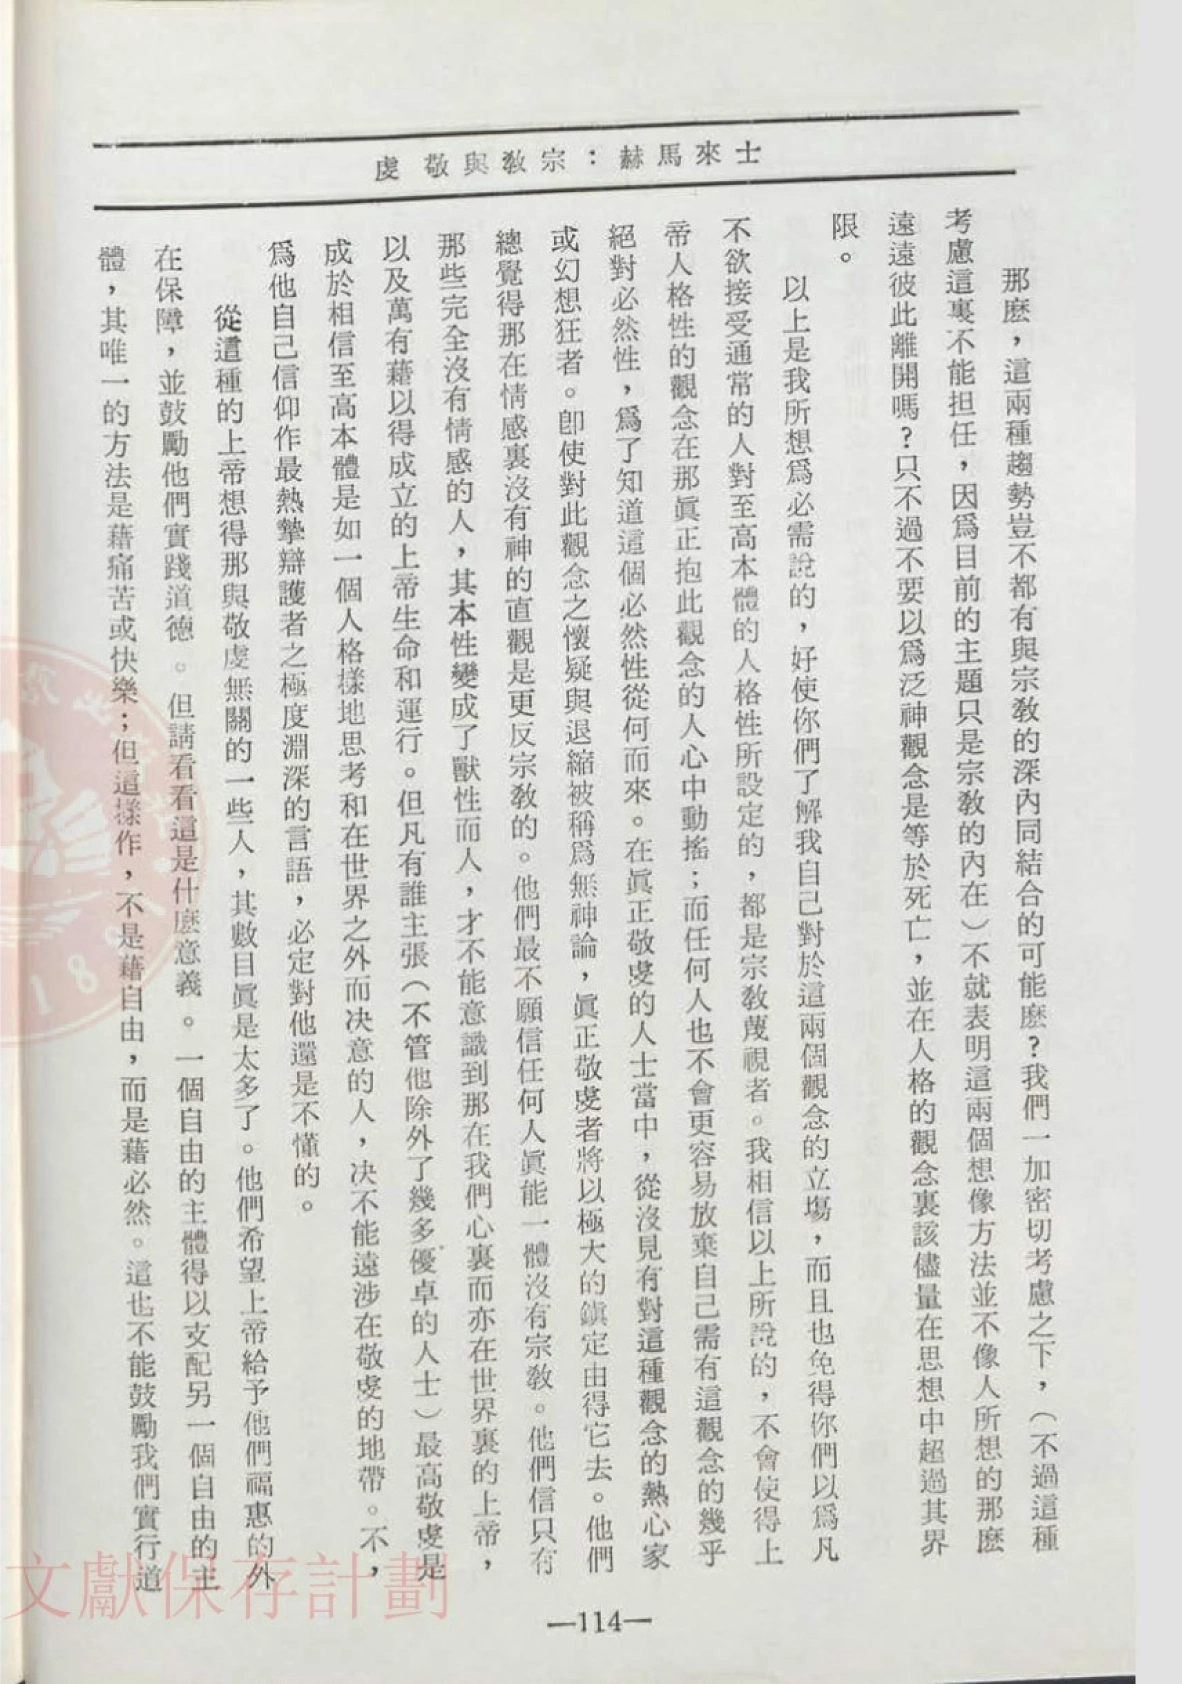 士來馬赫：宗敎與敬虔
那麽，這兩種趨勢豈不都有與宗敎的深內同結合的可能麽？我們一加密切考慮之下，（不過這種
考慮這裏不能担任，因爲目前的主題只是宗敎的內在）不就表明這兩個想像方法並不像人所想的那麽
遠遠彼此離開嗎？只不過不要以爲泛神觀念是等於死亡，並在人格的觀念裏該儘量在思想中超過其界
限。
以上是我所想爲必需說的，好使你們了解我自己對於這兩個觀念的立場，而且也免得你們以爲凡
不欲接受通常的人對至高本體的人格性所設定的，都是宗敎蔑視者。我相信以上所說的，不會使得上
帝人格性的觀念在那眞正抱此觀念的人心中動搖；而任何人也不會更容易放棄自己需有這觀念的幾乎
絕對必然性，爲了知道這個必然性從何而來。在眞正敬虔的人士當中，從沒見有對這種觀念的熱心家
或幻想狂者。卽使對此觀念之懷疑與退縮被稱爲無神論，眞正敬虔者將以極大的鎭定由得它去。他們
總覺得那在情感裏沒有神的直觀是更反宗敎的。他們最不願信任何人眞能一體沒有宗敎。他們信只有
那些完全沒有情感的人，其本性變成了獸性而人，才不能意識到那在我們心裏而亦在世界裏的上帝，
以及萬有藉以得成立的上帝生命和運行。但凡有誰主張（不管他除外了幾多優卓的人士）最高敬虔是
成於相信至高本體是如一個人格樣地思考和在世界之外而决意的人，决不能遠涉在敬虔的地帶。不，
爲他自己信仰作最熱摯辯護者之極度淵深的言語，必定對他還是不懂的。
從這種的上帝想得那與敬虔無關的一些人，其數目眞是太多了。他們希望上帝給予他們福惠的外
在保障，並鼓勵他們實踐道德。但請看看這是什麽意義。一個自由的主體得以支配另一個自由的主
體，其唯一的方法是藉痛苦或快樂；但這樣作，不是藉自由，而是藉必然。這也不能鼓勵我們實行道
—114—
文獻保存計劃